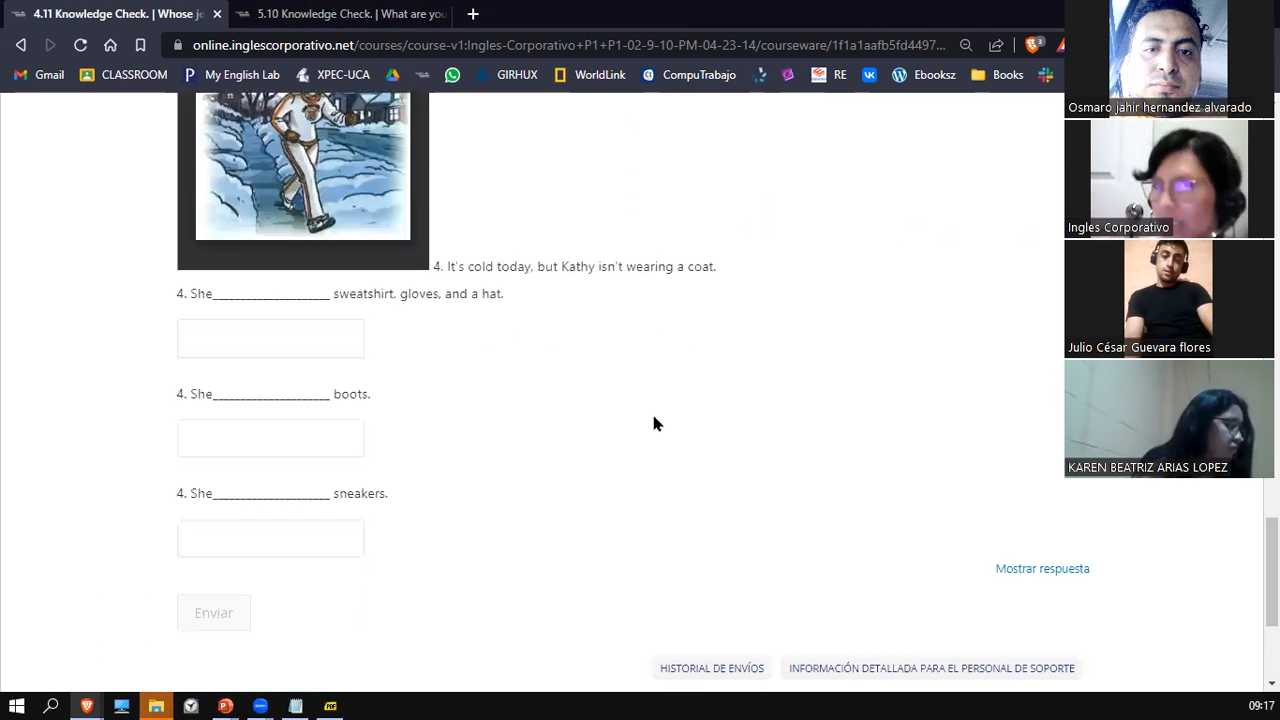 4.11 Knowledge Check. | Whose je
5.10 Knowledge Check. | What are you
online.inglescorporativo.net/courses/course-v1:Ingles-Corporativo+P1+P1-02-9-10-PM-04-23-14/courseware/1f1a1aafb5fd4497...
Gmail CLASSROOM My English Lab XPEC-UCA GIRHUX WorldLink CompuTrabajo RE Ebooksz Books
Osmaro jahir hernandez alvarado
Ingles Corporativo
4. It's cold today, but Kathy isn't wearing a coat.
4. She____________________ sweatshirt, gloves, and a hat.
Julio César Guevara flores
4. She____________________ boots.
KAREN BEATRIZ ARIAS LOPEZ
4. She____________________ sneakers.
Mostrar respuesta
Enviar
HISTORIAL DE ENVÍOS INFORMACIÓN DETALLADA PARA EL PERSONAL DE SOPORTE
09:17